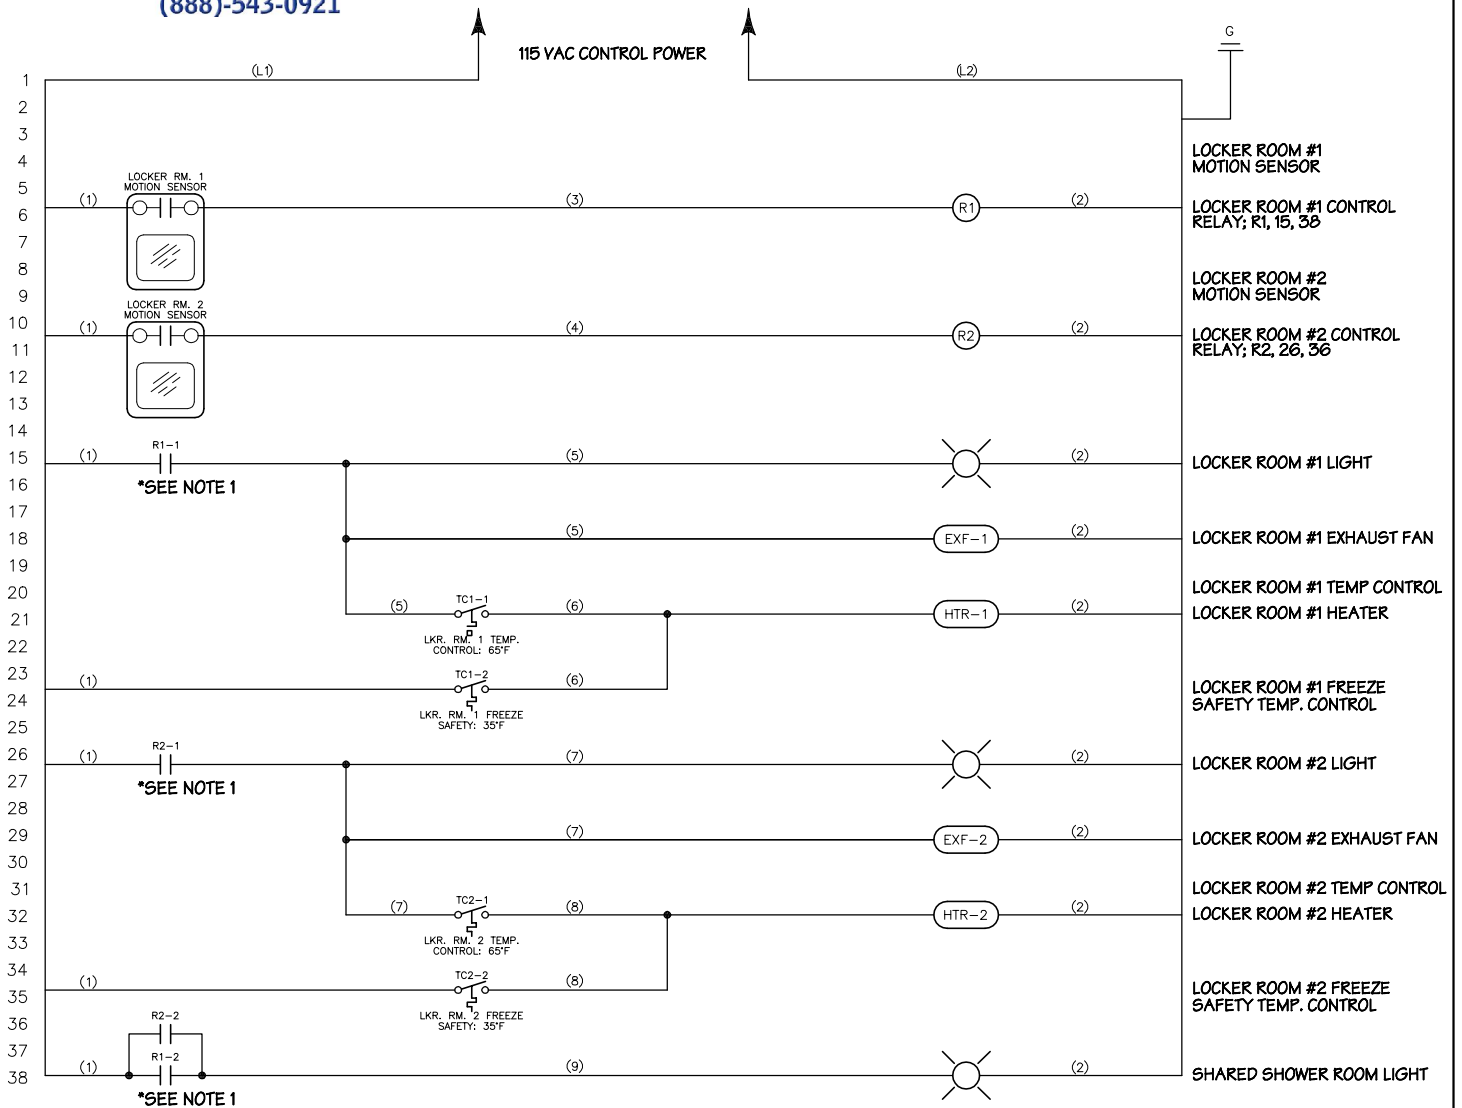 (888)-543-0921
115 VAC CONTROL POWER
G
(L1)
(L2)
1
2
3
4
LOCKER ROOM #1
MOTION SENSOR
5
LOCKER RM. 1
MOTION SENSOR
6
(1)
(3)
R1
(2)
LOCKER ROOM #1 CONTROL
RELAY; R1, 15, 38
7
8
9
LOCKER ROOM #2
MOTION SENSOR
LOCKER RM. 2
MOTION SENSOR
10
(1)
(4)
R2
(2)
LOCKER ROOM #2 CONTROL
RELAY; R2, 26, 36
11
12
13
14
R1-1
15
(1)
(5)
(2)
LOCKER ROOM #1 LIGHT
16
*SEE NOTE 1
17
18
(5)
EXF-1
(2)
LOCKER ROOM #1 EXHAUST FAN
19
20
LOCKER ROOM #1 TEMP CONTROL
21
(5)
TC1-1
(6)
HTR-1
(2)
LOCKER ROOM #1 HEATER
22
LKR. RM. 1 TEMP.
CONTROL: 65°F
23
TC1-2
24
(1)
(6)
LOCKER ROOM #1 FREEZE
SAFETY TEMP. CONTROL
25
LKR. RM. 1 FREEZE
SAFETY: 35°F
26
R2-1
(1)
(7)
(2)
LOCKER ROOM #2 LIGHT
27
*SEE NOTE 1
28
29
(7)
EXF-2
(2)
LOCKER ROOM #2 EXHAUST FAN
30
31
LOCKER ROOM #2 TEMP CONTROL
32
(7)
TC2-1
(8)
HTR-2
(2)
LOCKER ROOM #2 HEATER
33
LKR. RM. 2 TEMP.
CONTROL: 65°F
34
TC2-2
35
(1)
(8)
LOCKER ROOM #2 FREEZE
SAFETY TEMP. CONTROL
36
LKR. RM. 2 FREEZE
SAFETY: 35°F
R2-2
37
R1-2
38
(1)
(9)
(2)
SHARED SHOWER ROOM LIGHT
*SEE NOTE 1